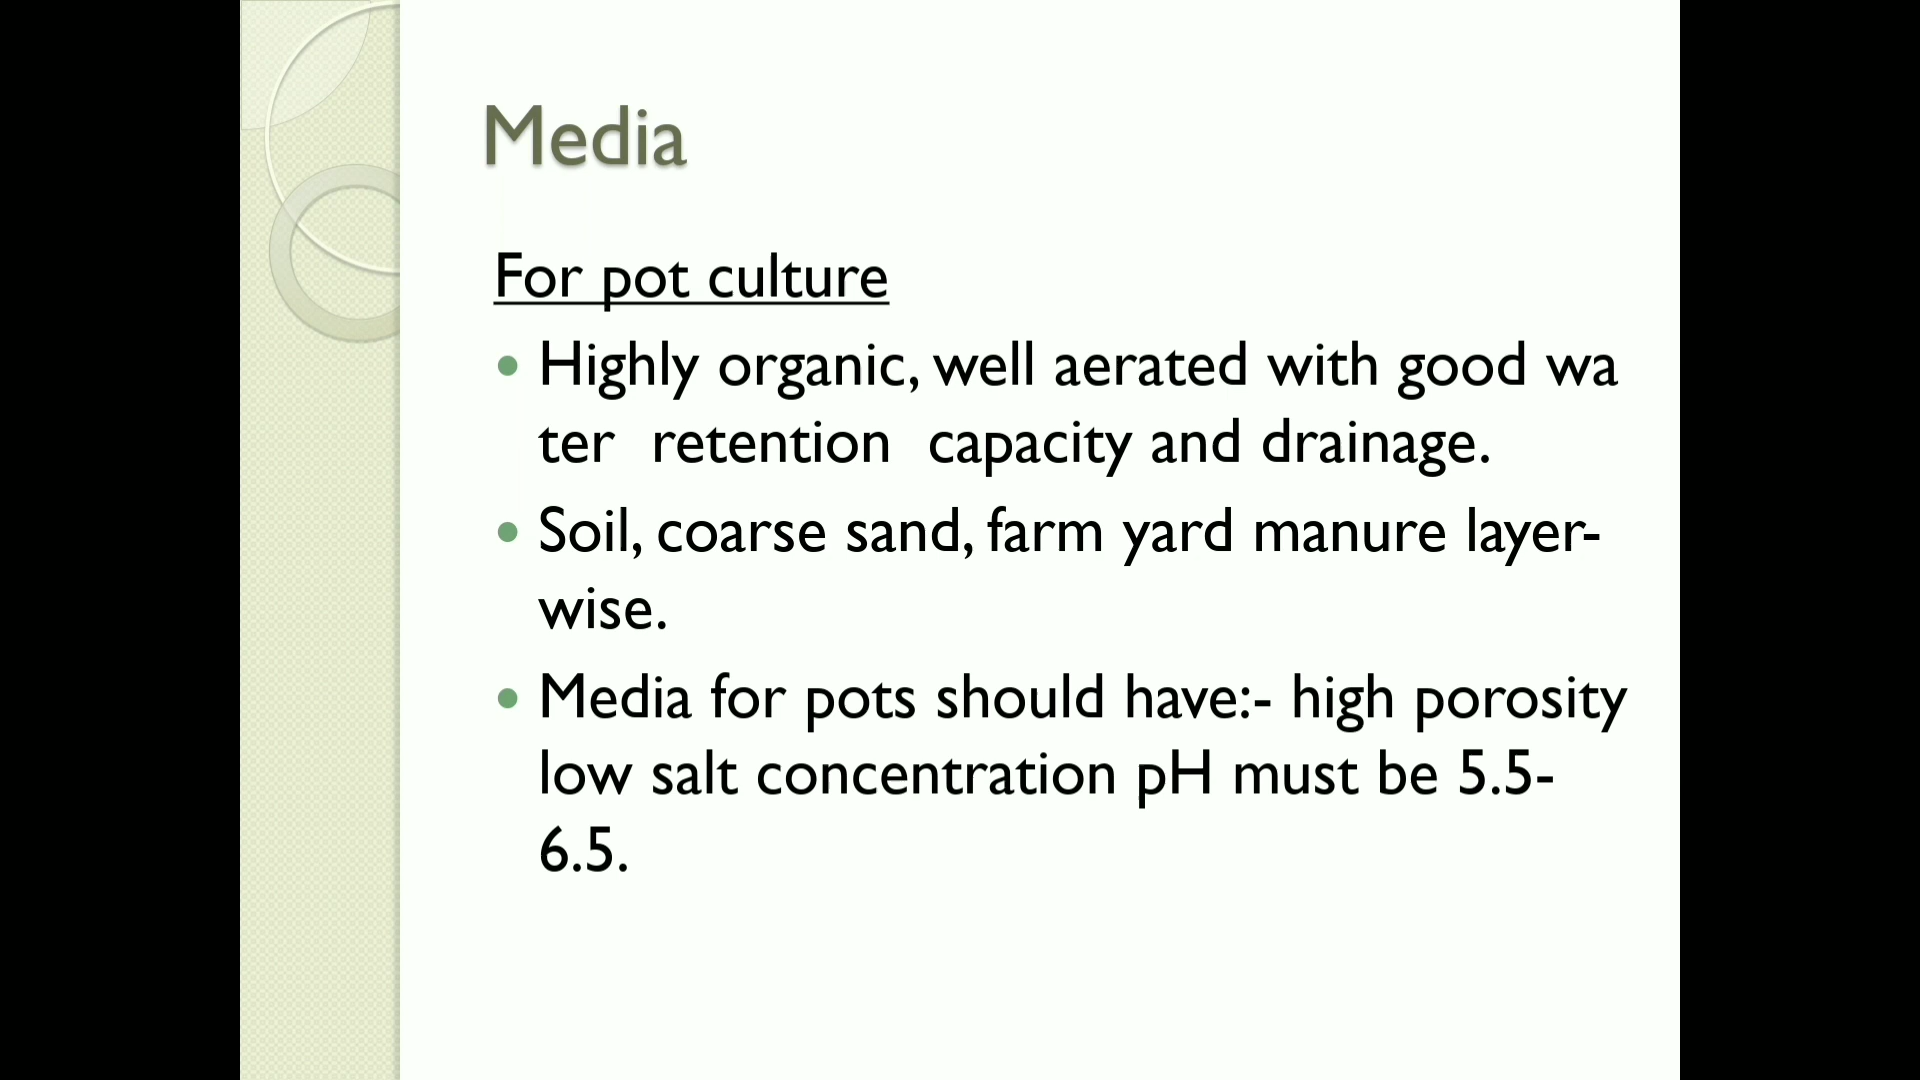 Media
For pot culture
• Highly organic, well aerated with good wa
ter retention capacity and drainage.
• Soil, coarse sand, farm yard manure layer-
wise.
• Media for pots should have:- high porosity
low salt concentration pH must be 5.5-
6.5.